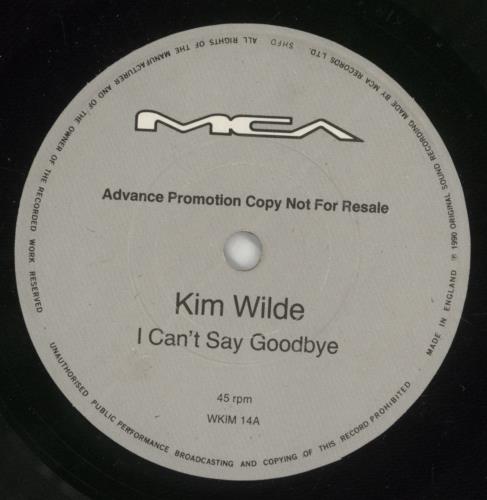 MCA
Advance Promotion Copy Not For Resale
Kim Wilde
I Can't Say Goodbye
45 rpm
WKIM 14A
℗ 1990 ORIGINAL SOUND RECORDING MADE BY MCA RECORDS LTD. SHFD ALL RIGHTS OF THE MANUFACTURER AND OF THE OWNER OF THE RECORDED WORK RESERVED
UNAUTHORISED PUBLIC PERFORMANCE BROADCASTING AND COPYING OF THIS RECORD PROHIBITED MADE IN ENGLAND